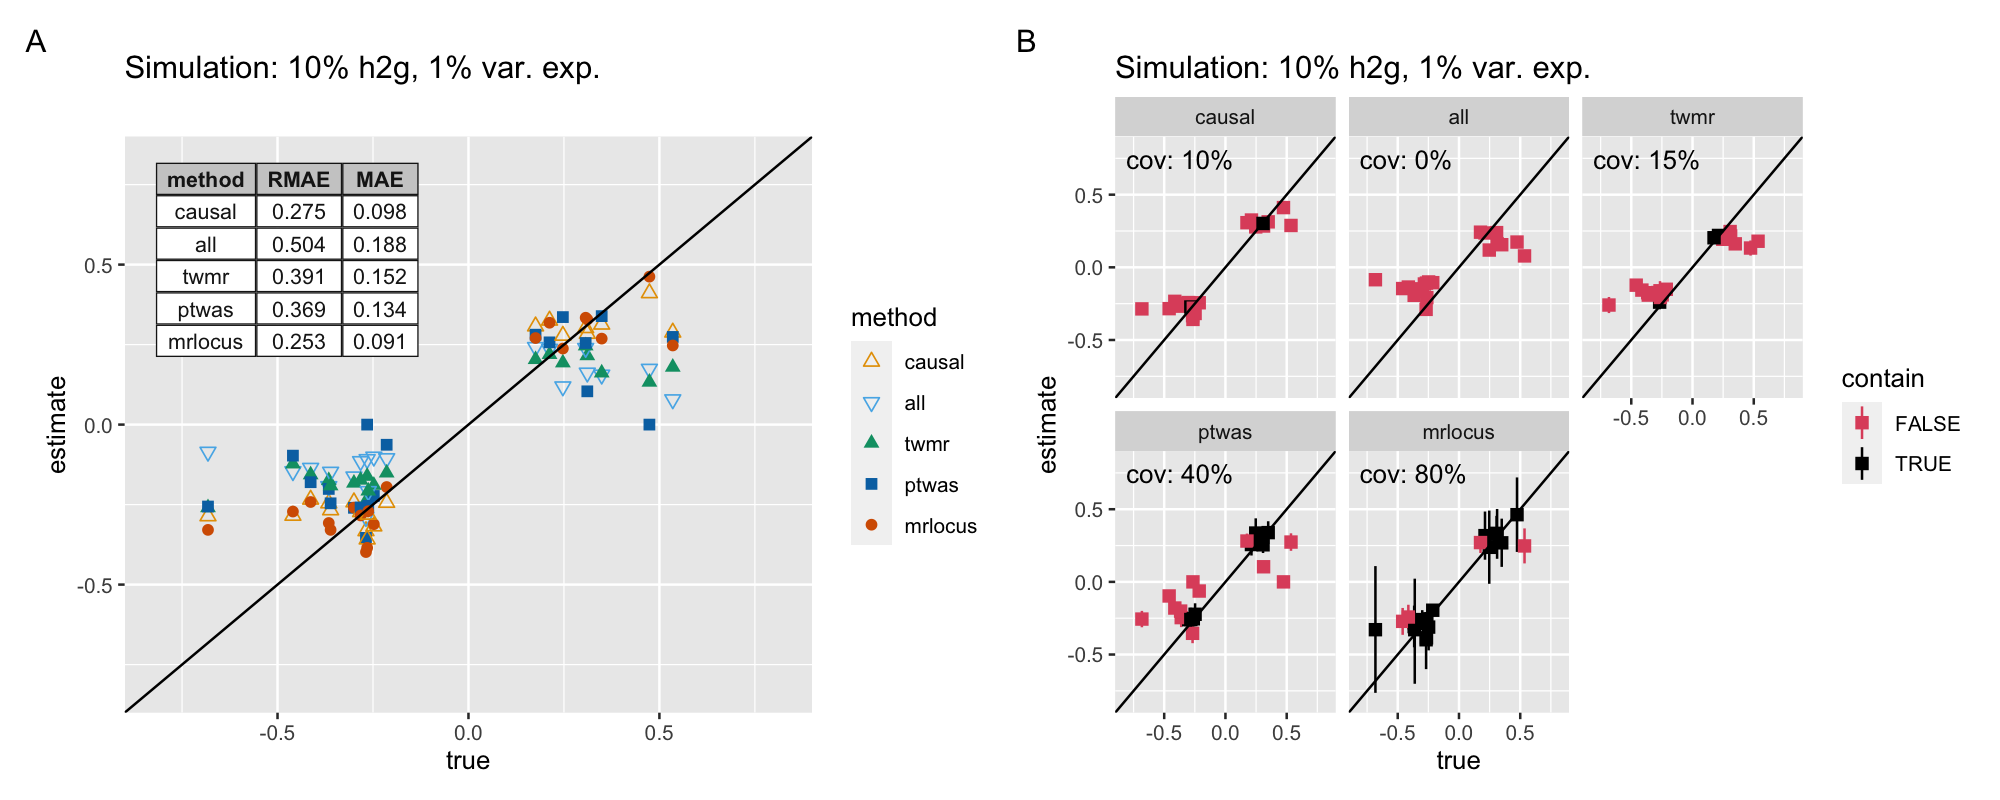 A
Simulation: 10% h2g, 1% var. exp.
method RMAE MAE
causal 0.275 0.098
all 0.504 0.188
twmr 0.391 0.152
ptwas 0.369 0.134
mrlocus 0.253 0.091
0.5
0.0
-0.5
estimate
-0.5 0.0 0.5
true
method
causal
all
twmr
ptwas
mrlocus
B
Simulation: 10% h2g, 1% var. exp.
causal all twmr
cov: 10% cov: 0% cov: 15%
0.5
0.0
-0.5
-0.5 0.0 0.5
estimate
ptwas mrlocus
cov: 40% cov: 80%
0.5
0.0
-0.5
-0.5 0.0 0.5 -0.5 0.0 0.5
true
contain
FALSE
TRUE